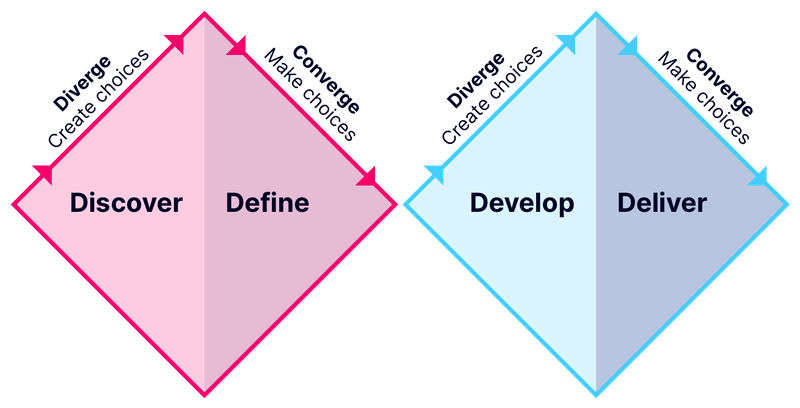 Diverge
Create choices
Converge
Make choices
Diverge
Create choices
Converge
Make choices
Discover
Define
Develop
Deliver